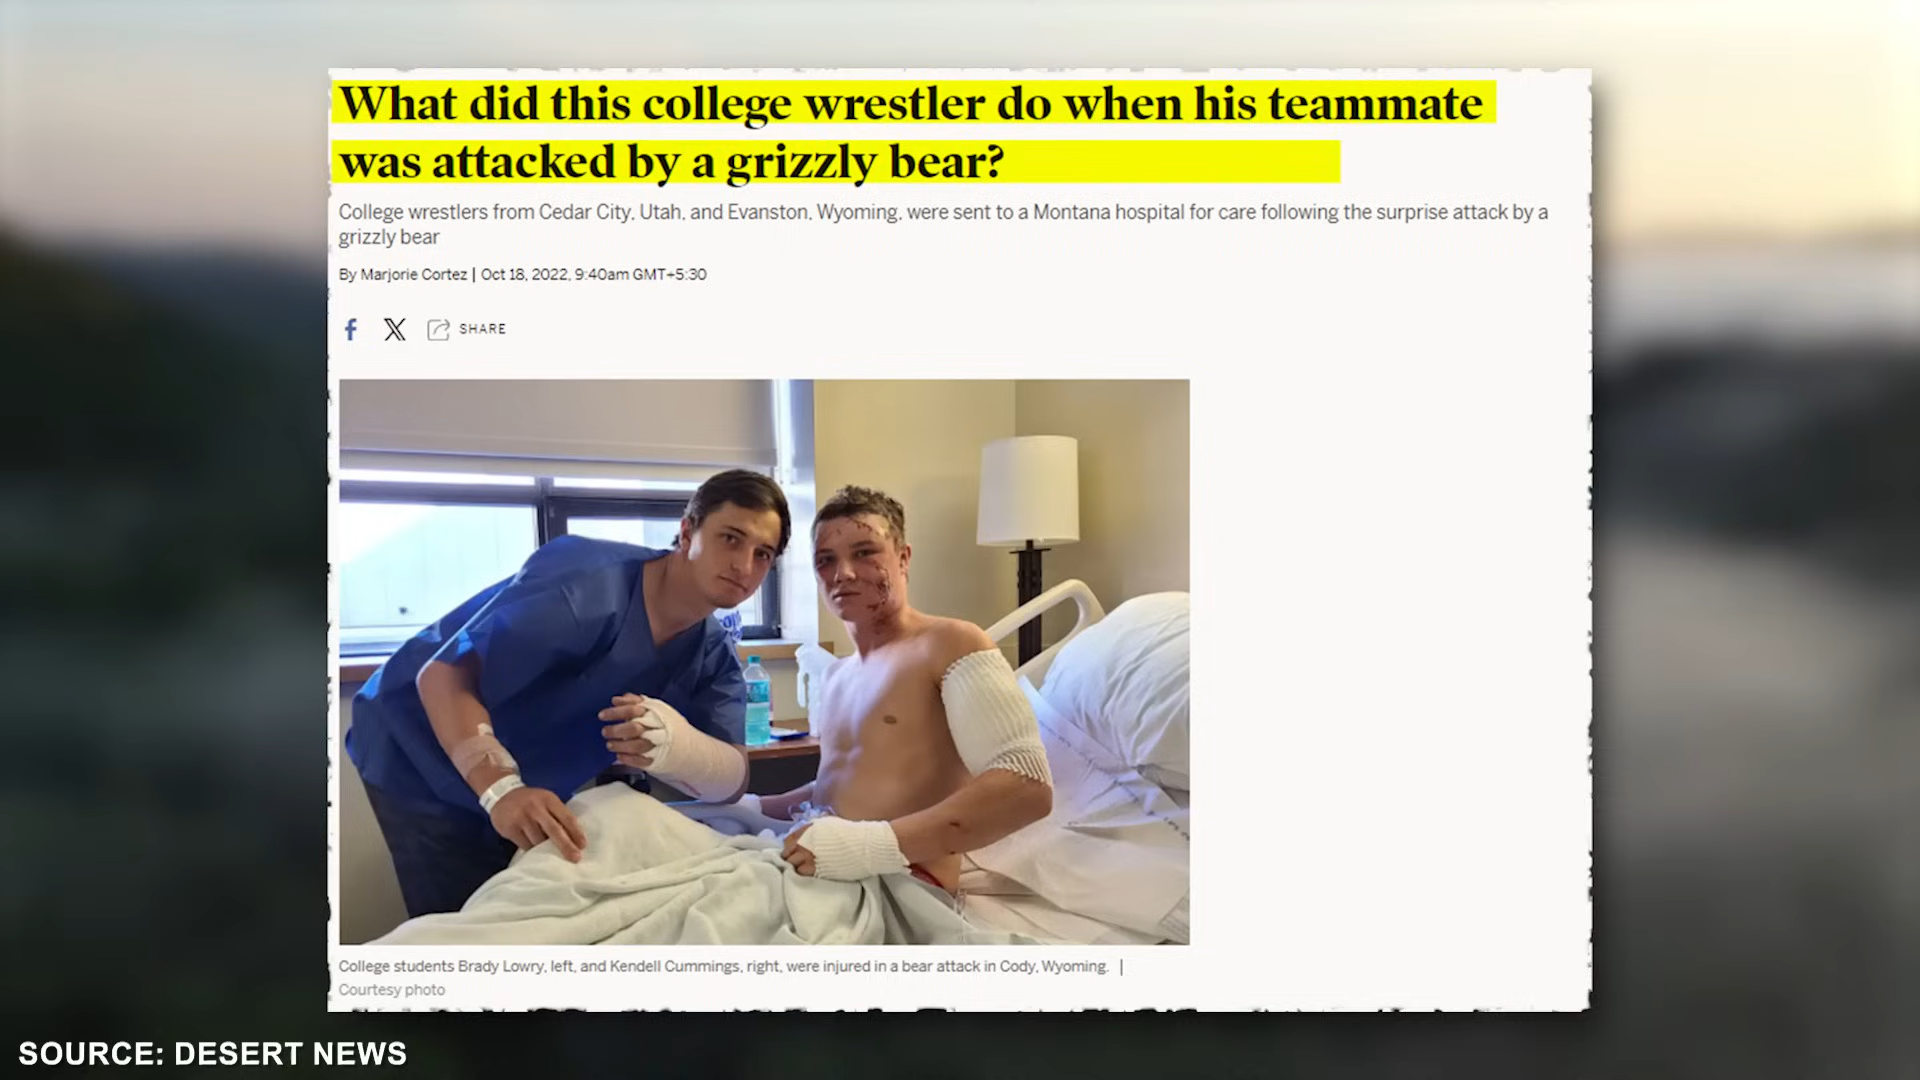 What did this college wrestler do when his teammate
was attacked by a grizzly bear?
College wrestlers from Cedar City, Utah, and Evanston, Wyoming, were sent to a Montana hospital for care following the surprise attack by a
grizzly bear
By Marjorie Cortez | Oct 18, 2022, 9:40am GMT+5:30
f X SHARE
College students Brady Lowry, left, and Kendell Cummings, right, were injured in a bear attack in Cody, Wyoming. |
Courtesy photo
SOURCE: DESERT NEWS